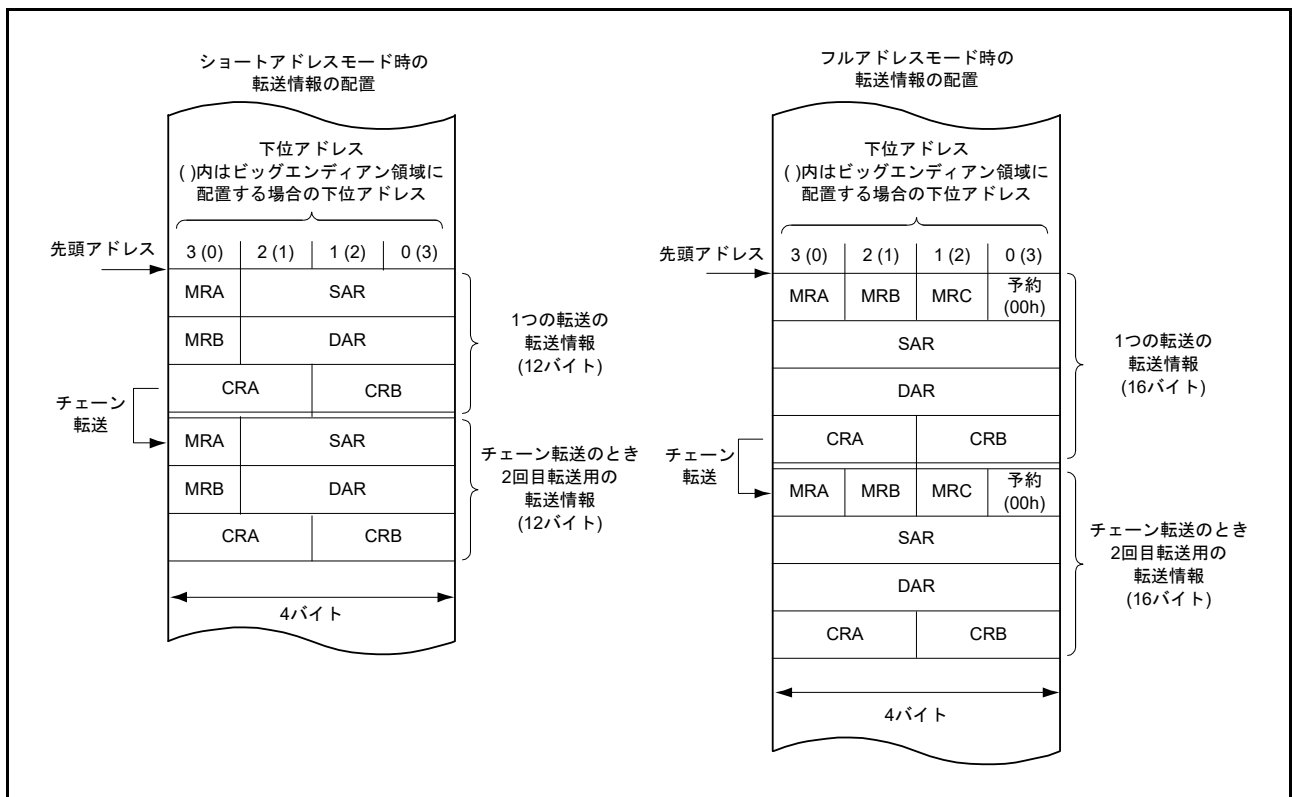 ショートアドレスモード時の
転送情報の配置
下位アドレス
( )内はビッグエンディアン領域に
配置する場合の下位アドレス
先頭アドレス
3 (0) 2 (1) 1 (2) 0 (3)
MRA SAR
MRB DAR
CRA CRB
1つの転送の
転送情報
(12バイト)
チェーン
転送
MRA SAR
MRB DAR
CRA CRB
チェーン転送のとき
2回目転送用の
転送情報
(12バイト)
4バイト
フルアドレスモード時の
転送情報の配置
下位アドレス
( )内はビッグエンディアン領域に
配置する場合の下位アドレス
先頭アドレス
3 (0) 2 (1) 1 (2) 0 (3)
MRA MRB MRC 予約
(00h)
SAR
DAR
CRA CRB
1つの転送の
転送情報
(16バイト)
チェーン
転送
MRA MRB MRC 予約
(00h)
SAR
DAR
CRA CRB
チェーン転送のとき
2回目転送用の
転送情報
(16バイト)
4バイト